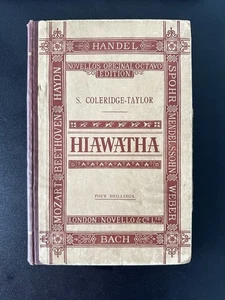 HANDEL
NOVELLO'S ORIGINAL OCTAVO
EDITION
HAYDN
BEETHOVEN
MOZART
SPOHR
MENDELSSOHN
WEBER
S. COLERIDGE-TAYLOR
HIAWATHA
FOUR SHILLINGS.
LONDON NOVELLO & Co. LTD.
BACH